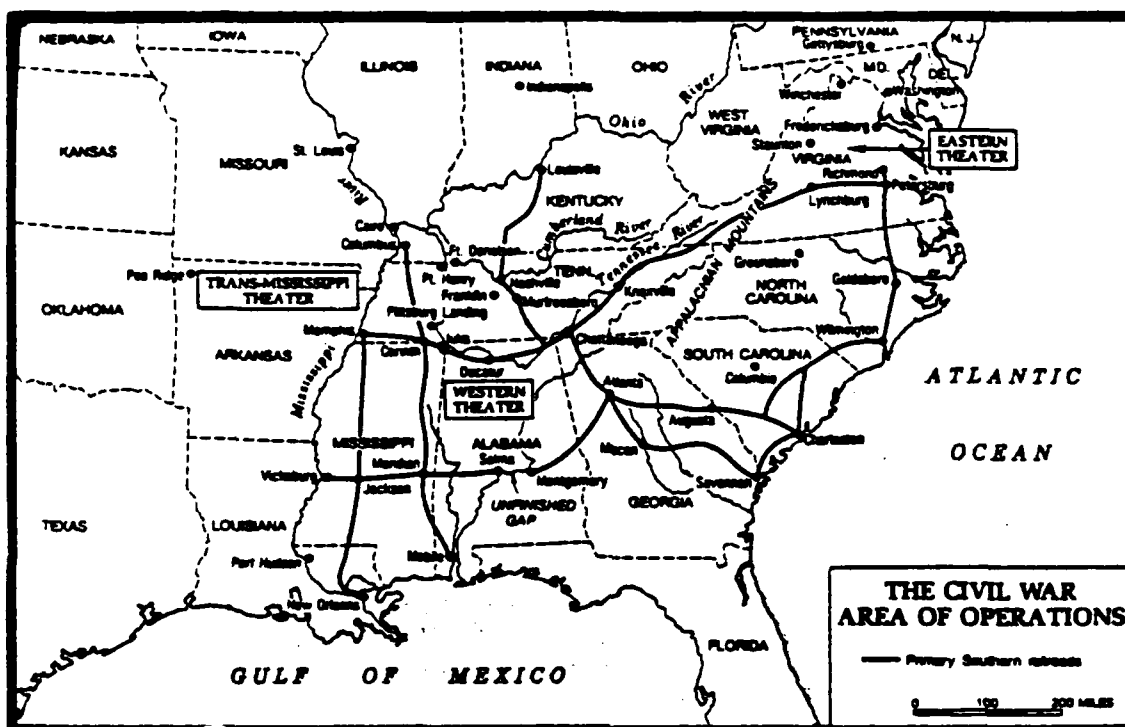 NEBRASKA
IOWA
ILLINOIS
INDIANA
OHIO
PENNSYLVANIA
Gettysburg
N.J.
MD.
DEL.
Washington
Indianapolis
River
Ohio
Winchester
WEST
VIRGINIA
Fredericksburg
Staunton
VIRGINIA
EASTERN
THEATER
KANSAS
MISSOURI
St. Louis
River
Louisville
KENTUCKY
Richmond
Petersburg
Lynchburg
Cumberland
River
Cairo
Columbus
Ft. Donelson
Ft. Henry
TENN.
Tennessee River
APPALACHIAN MOUNTAINS
Pea Ridge
TRANS-MISSISSIPPI
THEATER
Nashville
Franklin
Murfreesboro
Knoxville
Greensboro
Goldsboro
NORTH
CAROLINA
OKLAHOMA
Pittsburg
Landing
Iuka
Chattanooga
Wilmington
ARKANSAS
Memphis
Corinth
Decatur
SOUTH CAROLINA
Columbia
Mississippi
WESTERN
THEATER
Atlanta
Augusta
Charleston
ATLANTIC
OCEAN
MISSISSIPPI
ALABAMA
Macon
Vicksburg
Meridian
Jackson
Selma
Montgomery
Savannah
GEORGIA
UNFINISHED
GAP
TEXAS
LOUISIANA
Port Hudson
Mobile
New Orleans
FLORIDA
GULF OF MEXICO
THE CIVIL WAR
AREA OF OPERATIONS
Primary Southern railroads
0 100 200 MILES